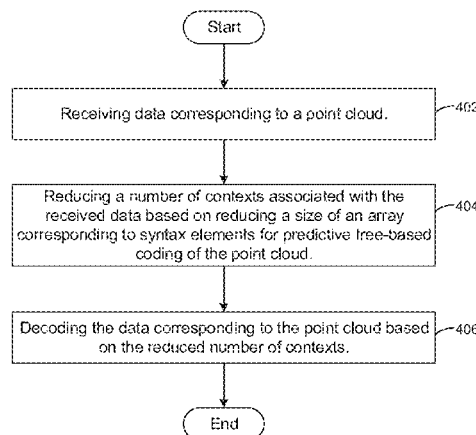 Start
Receiving data corresponding to a point cloud.
402
Reducing a number of contexts associated with the
received data based on reducing a size of an array
corresponding to syntax elements for predictive tree-based
coding of the point cloud.
404
Decoding the data corresponding to the point cloud based
on the reduced number of contexts.
406
End